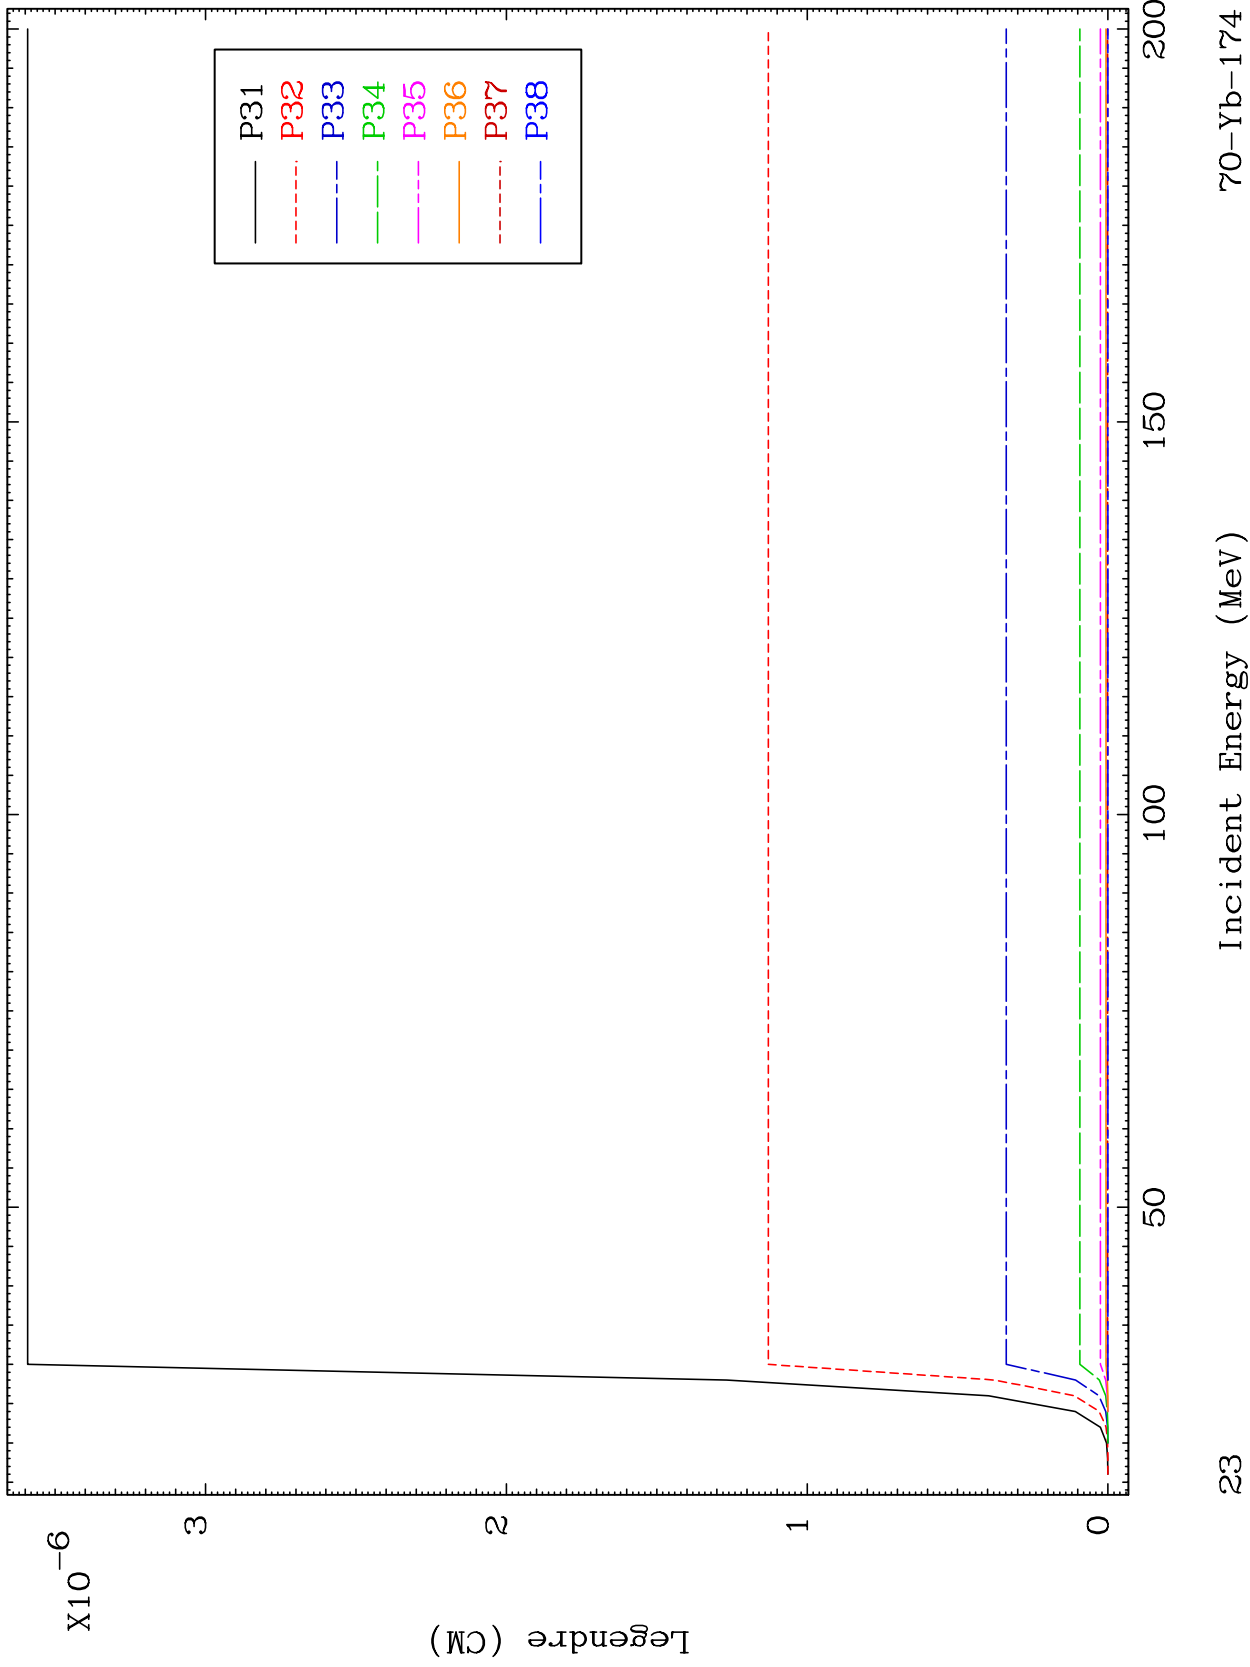 X10
-6
Legendre (CM)
3
2
1
0
P31
P32
P33
P34
P35
P36
P37
P38
50
100
150
200
Incident Energy (MeV)
23
70-Yb-174